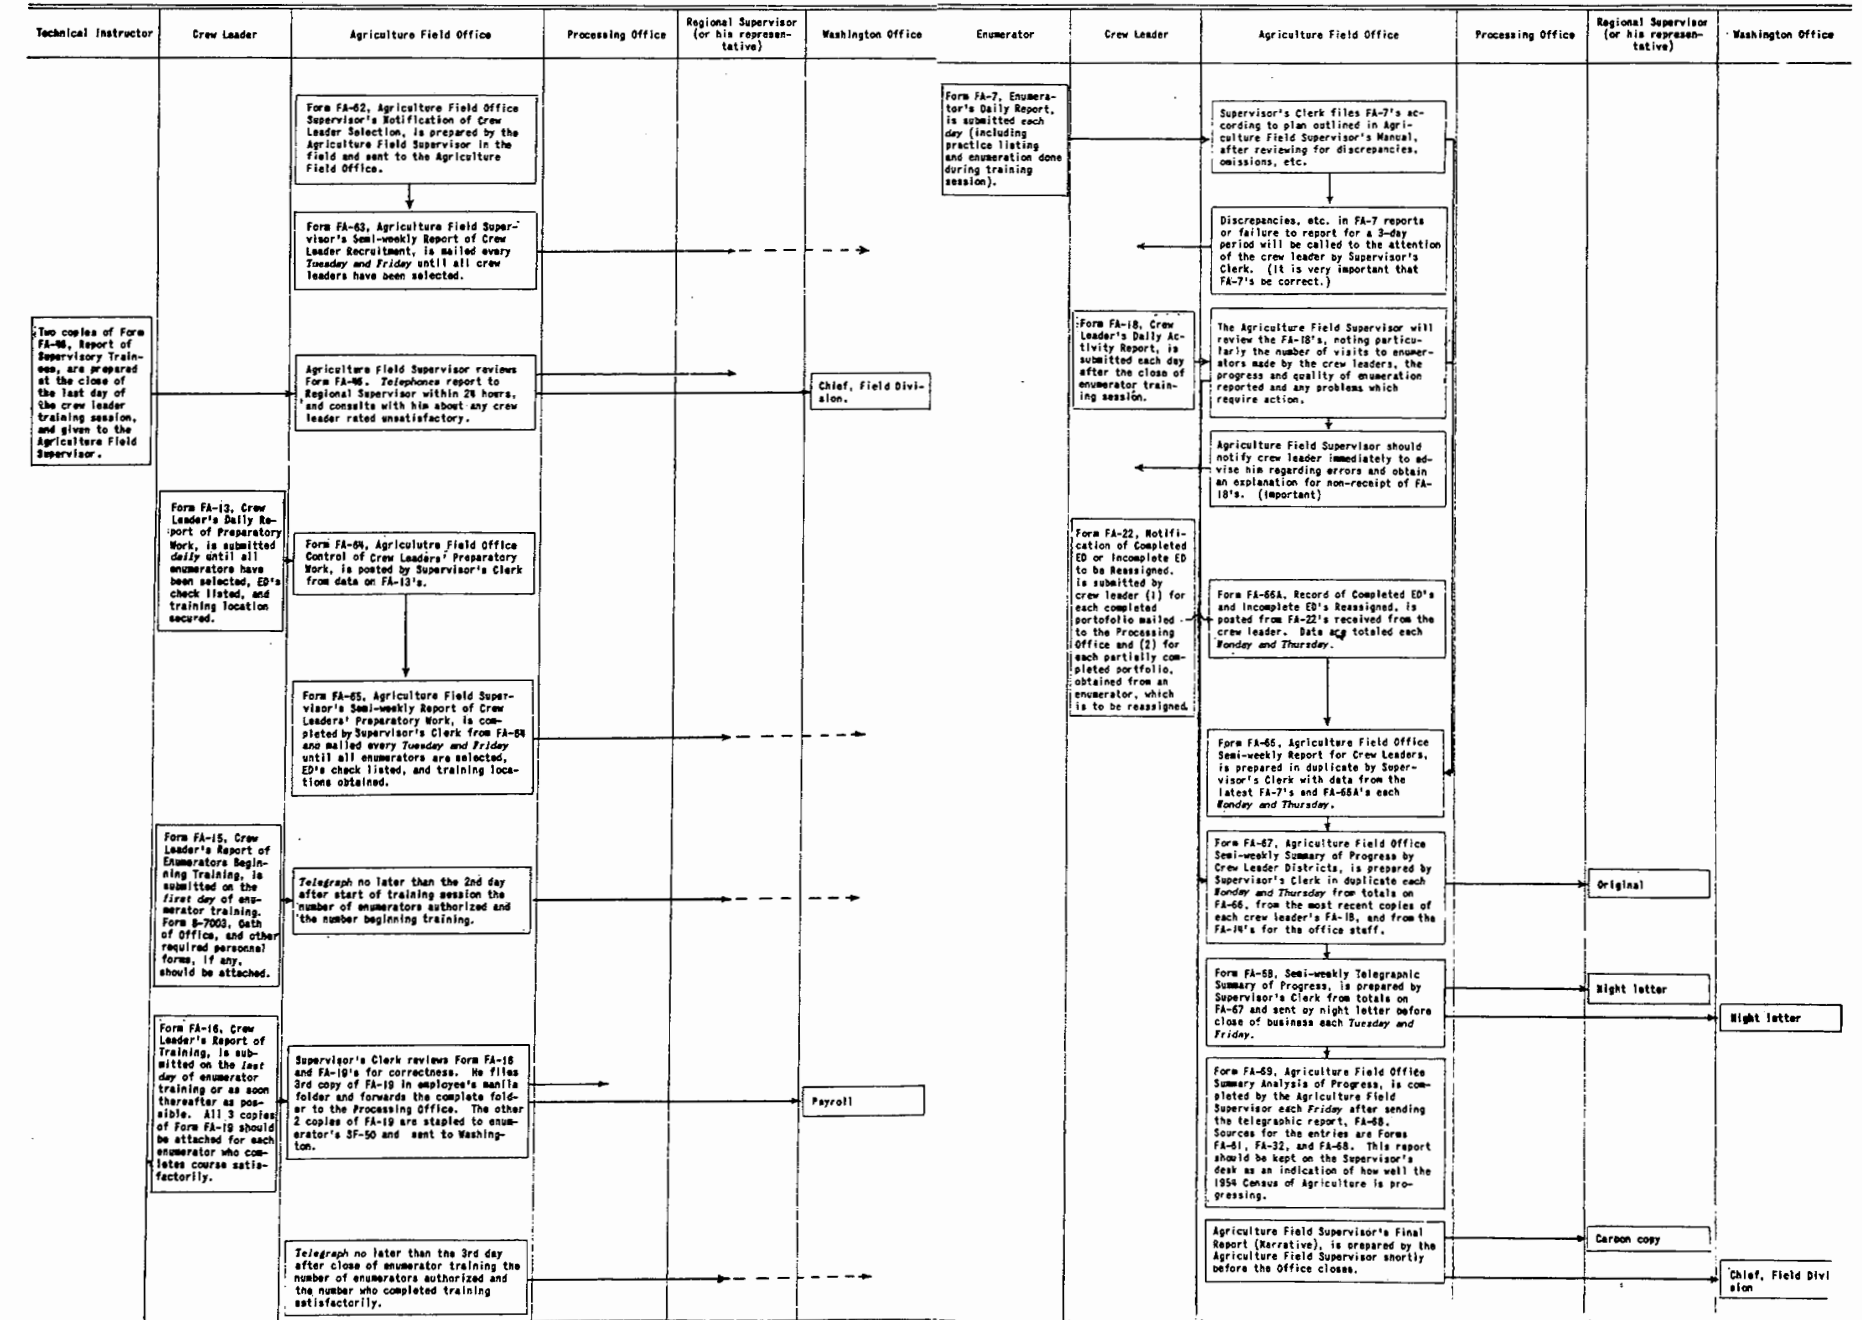 Technical Instructor
Crew Leader
Agriculture Field Office
Processing Office
Regional Supervisor
(or his represen-
tative)
Washington Office
Form FA-62, Agriculture Field Office
Supervisor's Notification of Crew
Leader Selection, is prepared by the
Agriculture Field Supervisor in the
field and sent to the Agriculture
Field Office.
Form FA-63, Agriculture Field Super-
visor's Semi-weekly Report of Crew
Leader Recruitment, is mailed every
Tuesday and Friday until all crew
leaders have been selected.
Two copies of Form
FA-46, Report of
Supervisory Train-
ees, are prepared
at the close of
the last day of
the crew leader
training session,
and given to the
Agriculture Field
Supervisor.
Agriculture Field Supervisor reviews
Form FA-46. Telephones report to
Regional Supervisor within 24 hours,
and consults with him about any crew
leader rated unsatisfactory.
Chief, Field Divi-
sion.
Form FA-13, Crew
Leader's Daily Re-
port of Preparatory
Work, is submitted
daily until all
enumerators have
been selected, ED's
check listed, and
training location
secured.
Form FA-64, Agriculutre Field Office
Control of Crew Leaders' Preparatory
Work, is posted by Supervisor's Clerk
from data on FA-13's.
Form FA-65, Agriculture Field Super-
visor's Semi-weekly Report of Crew
Leaders' Preparatory Work, is com-
pleted by Supervisor's Clerk from FA-64
and mailed every Tuesday and Friday
until all enumerators are selected,
ED's check listed, and training loca-
tions obtained.
Form FA-15, Crew
Leader's Report of
Enumerators Begin-
ning Training, is
submitted on the
first day of enu-
merator training.
Form 8-7003, Oath
of Office, and other
required personnel
forms, if any,
should be attached.
Telegraph no later than the 2nd day
after start of training session the
number of enumerators authorized and
the number beginning training.
Form FA-16, Crew
Leader's Report of
Training, is sub-
mitted on the last
day of enumerator
training or as soon
thereafter as pos-
sible. All 3 copies
of Form FA-19 should
be attached for each
enumerator who com-
letes course satis-
factorily.
Supervisor's Clerk reviews Form FA-16
and FA-19's for correctness. He files
3rd copy of FA-19 in employee's manila
folder and forwards the complete fold-
er to the Processing Office. The other
2 copies of FA-19 are stapled to enum-
erator's SF-50 and sent to Washing-
ton.
Payroll
Telegraph no later than the 3rd day
after close of enumerator training the
number of enumerators authorized and
the number who completed training
satisfactorily.
Enumerator
Crew Leader
Agriculture Field Office
Processing Office
Regional Supervisor
(or his represen-
tative)
Washington Office
Form FA-7, Enumera-
tor's Daily Report,
is submitted each
day (including
practice listing
and enumeration done
during training
session).
Supervisor's Clerk files FA-7's ac-
cording to plan outlined in Agri-
culture Field Supervisor's Manual,
after reviewing for discrepancies,
omissions, etc.
Discrepancies, etc. in FA-7 reports
or failure to report for a 3-day
period will be called to the attention
of the crew leader by Supervisor's
Clerk. (It is very important that
FA-7's be correct.)
Form FA-18, Crew
Leader's Daily Ac-
tivity Report, is
submitted each day
after the close of
enumerator train-
ing session.
The Agriculture Field Supervisor will
review the FA-18's, noting particu-
larly the number of visits to enumer-
ators made by the crew leaders, the
progress and quality of enumeration
reported and any problems which
require action.
Agriculture Field Supervisor should
notify crew leader immediately to ad-
vise him regarding errors and obtain
an explanation for non-receipt of FA-
18's. (Important)
Form FA-22, Notifi-
cation of Completed
ED or Incomplete ED
to be Reassigned,
is submitted by
crew leader (1) for
each completed
portofolio mailed
to the Processing
Office and (2) for
each partially com-
pleted portfolio,
obtained from an
enumerator, which
is to be reassigned.
Form FA-66A, Record of Completed ED's
and Incomplete ED's Reassigned, is
posted from FA-22's received from the
crew leader. Data are totaled each
Monday and Thursday.
Form FA-66, Agriculture Field Office
Semi-weekly Report for Crew Leaders,
is prepared in duplicate by Super-
visor's Clerk with data from the
latest FA-7's and FA-66A's each
Monday and Thursday.
Form FA-67, Agriculture Field Office
Semi-weekly Summary of Progress by
Crew Leader Districts, is prepared by
Supervisor's Clerk in duplicate each
Monday and Thursday from totals on
FA-66, from the most recent copies of
each crew leader's FA-18, and from the
FA-14's for the office staff.
Original
Form FA-68, Semi-weekly Telegraphic
Summary of Progress, is prepared by
Supervisor's Clerk from totals on
FA-67 and sent by night letter before
close of business each Tuesday and
Friday.
Night letter
Night letter
Form FA-69, Agriculture Field Office
Summary Analysis of Progress, is com-
pleted by the Agriculture Field
Supervisor each Friday after sending
the telegraphic report, FA-68.
Sources for the entries are Forms
FA-61, FA-32, and FA-68. This report
should be kept on the Supervisor's
desk as an indication of how well the
1954 Census of Agriculture is pro-
gressing.
Agriculture Field Supervisor's Final
Report (Narrative), is prepared by the
Agriculture Field Supervisor shortly
before the Office closes.
Carbon copy
Chief, Field Divi
sion